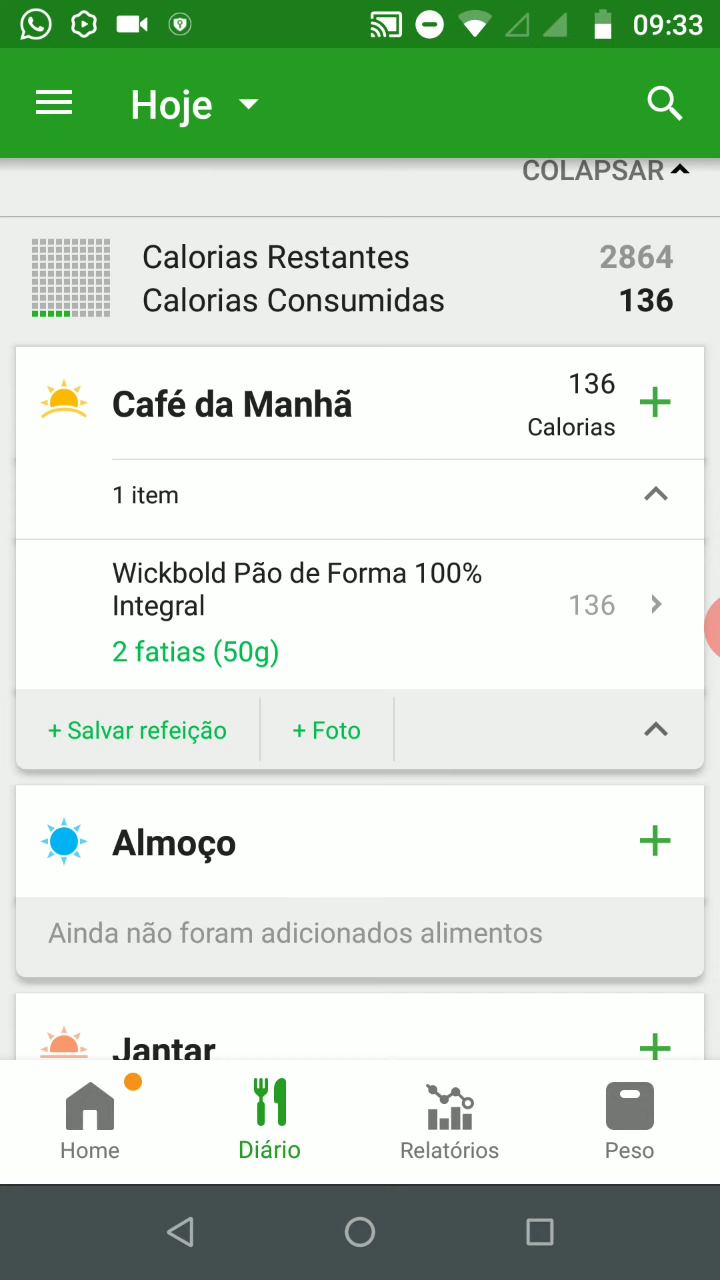 09:33
Hoje
COLAPSAR
Calorias Restantes 2864
Calorias Consumidas 136
Café da Manhã 136
Calorias
1 item
Wickbold Pão de Forma 100%
Integral 136
2 fatias (50g)
+ Salvar refeição + Foto
Almoço
Ainda não foram adicionados alimentos
Jantar
Home Diário Relatórios Peso